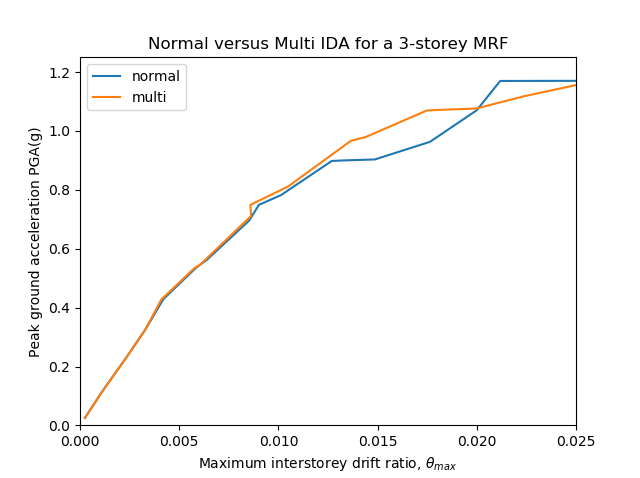 Normal versus Multi IDA for a 3-storey MRF
normal
multi
Peak ground acceleration PGA(g)
1.2
1.0
0.8
0.6
0.4
0.2
0.0
0.000 0.005 0.010 0.015 0.020 0.025
Maximum interstorey drift ratio, θmax